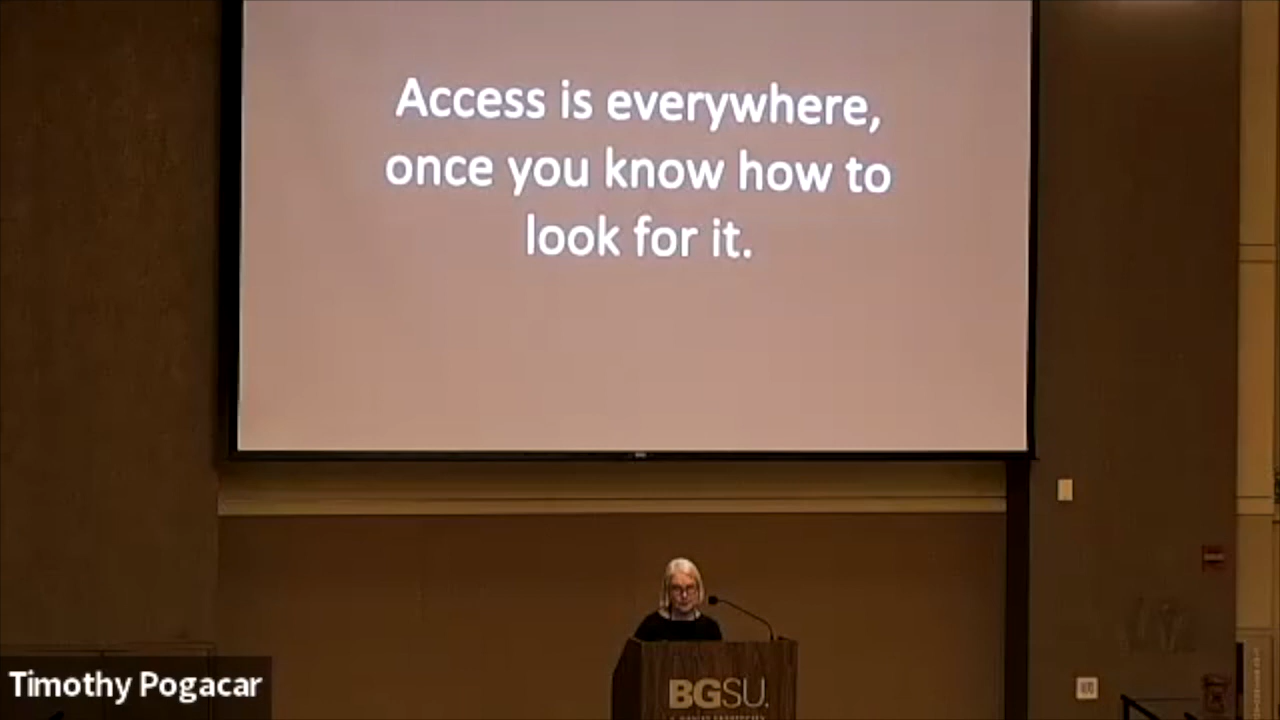 Access is everywhere,
once you know how to
look for it.
Timothy Pogacar
BGSU.